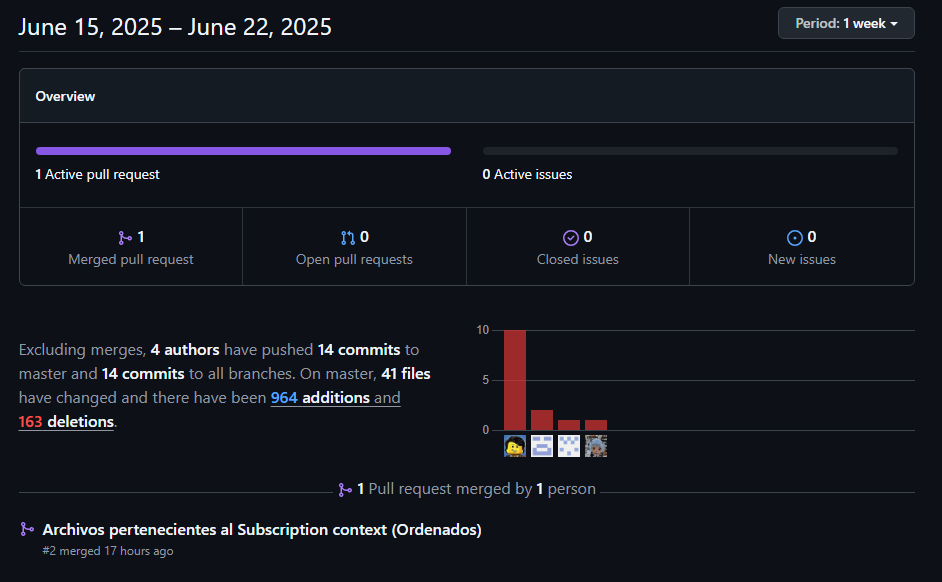 June 15, 2025 – June 22, 2025
Period: 1 week
Overview
1 Active pull request
0 Active issues
1
Merged pull request
0
Open pull requests
0
Closed issues
0
New issues
Excluding merges, 4 authors have pushed 14 commits to
master and 14 commits to all branches. On master, 41 files
have changed and there have been 964 additions and
163 deletions.
10
5
0
1 Pull request merged by 1 person
Archivos pertenecientes al Subscription context (Ordenados)
#2 merged 17 hours ago